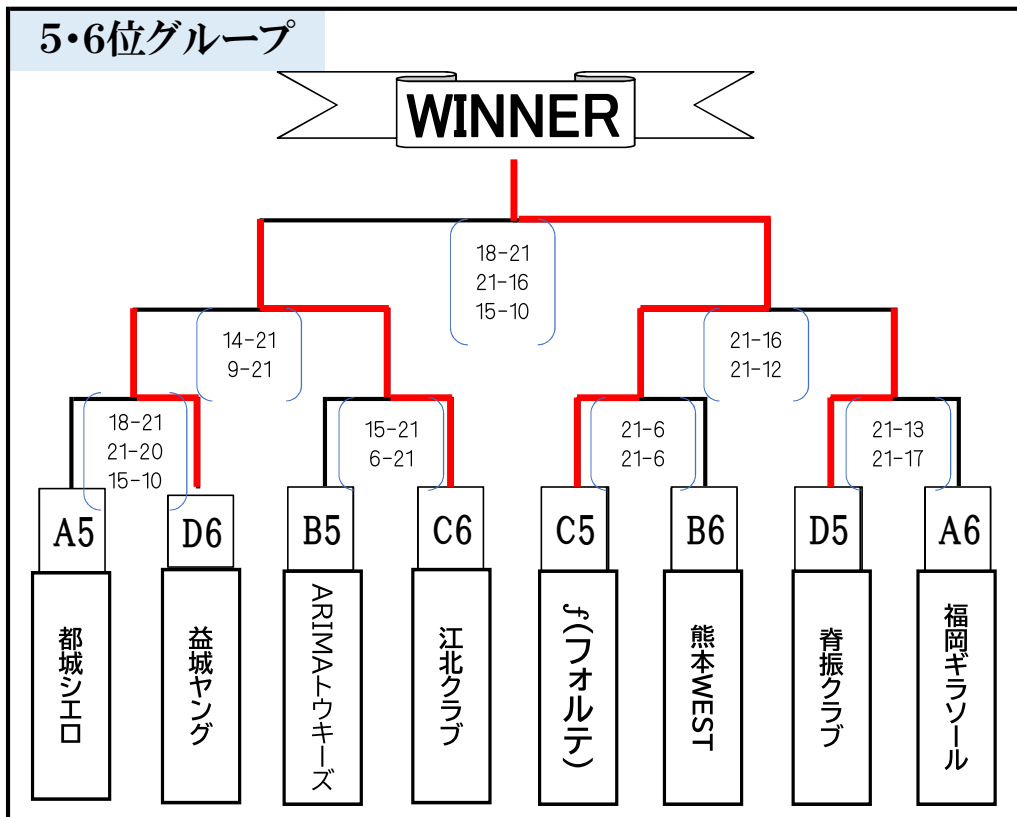 5・6位グループ
WINNER
18-21
21-16
15-10
14-21
9-21
21-16
21-12
18-21
21-20
15-10
15-21
6-21
21-6
21-6
21-13
21-17
A5
D6
B5
C6
C5
B6
D5
A6
都城シエロ
益城ヤング
ARIMAトウキーズ
江北クラブ
f(フォルテ)
熊本WEST
脊振クラブ
福岡ギラソール